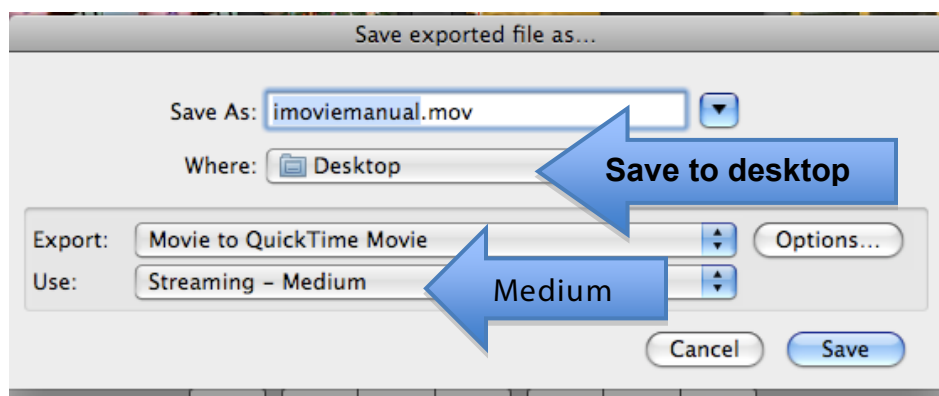 Save exported file as...
Save As: imoviemanual.mov
Where: Desktop
Save to desktop
Export: Movie to QuickTime Movie
Options...
Use: Streaming – Medium
Medium
Cancel
Save